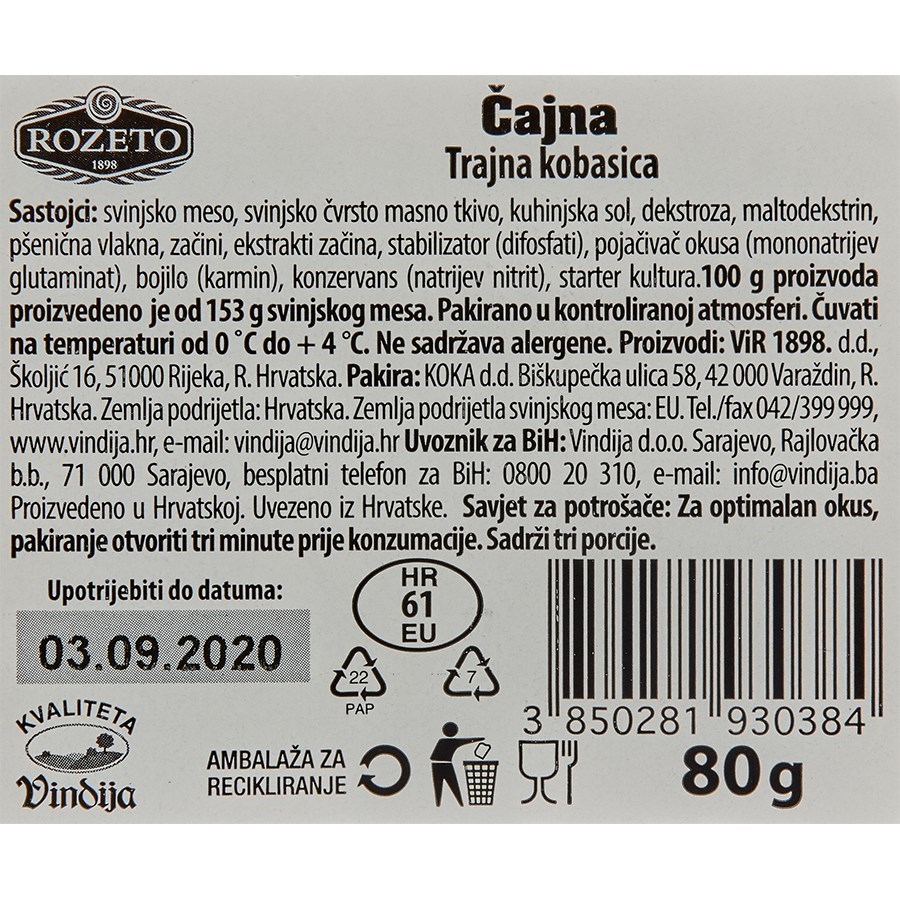 ROZETO
1898
Čajna
Trajna kobasica
Sastojci: svinjsko meso, svinjsko čvrsto masno tkivo, kuhinjska sol, dekstroza, maltodekstrin,
pšenična vlakna, začini, ekstrakti začina, stabilizator (difosfati), pojačivač okusa (mononatrijev
glutaminat), bojilo (karmin), konzervans (natrijev nitrit), starter kultura.100 g proizvoda
proizvedeno je od 153 g svinjskog mesa. Pakirano u kontroliranoj atmosferi. Čuvati
na temperaturi od 0 ˚C do + 4 °C. Ne sadržava alergene. Proizvodi: ViR 1898. d.d.,
Školjić 16, 51000 Rijeka, R. Hrvatska. Pakira: KOKA d.d. Biškupečka ulica 58, 42 000 Varaždin, R.
Hrvatska. Zemlja podrijetla: Hrvatska. Zemlja podrijetla svinjskog mesa: EU. Tel./fax 042/399 999,
www.vindija.hr, e-mail: vindija@vindija.hr Uvoznik za BiH: Vindija d.o.o. Sarajevo, Rajlovačka
b.b., 71 000 Sarajevo, besplatni telefon za BiH: 0800 20 310, e-mail: info@vindija.ba
Proizvedeno u Hrvatskoj. Uvezeno iz Hrvatske. Savjet za potrošače: Za optimalan okus,
pakiranje otvoriti tri minute prije konzumacije. Sadrži tri porcije.
Upotrijebiti do datuma:
03.09.2020
HR
61
EU
22
PAP
7
3 850281 930384
KVALITETA
Vindija
AMBALAŽA ZA
RECIKLIRANJE
80g